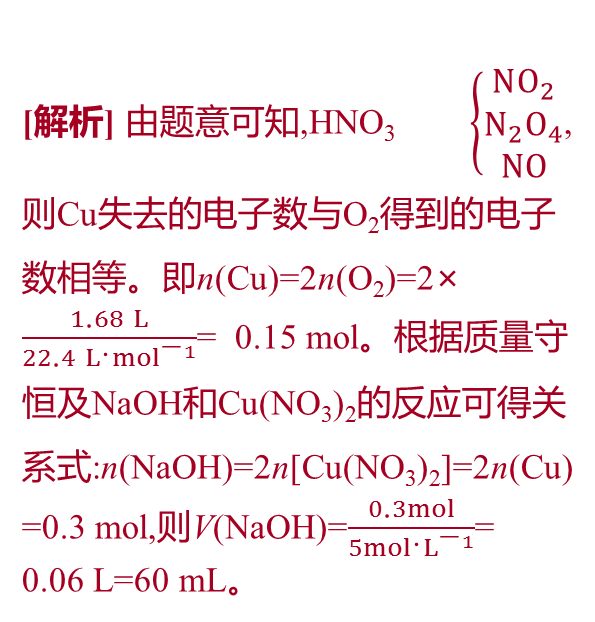 [解析] 由题意可知,HNO₃ { NO₂ N₂O₄, NO
则Cu失去的电子数与O₂得到的电子
数相等。即n(Cu)=2n(O₂)=2×
1.68 L/22.4 L·mol⁻¹= 0.15 mol。根据质量守
恒及NaOH和Cu(NO₃)₂的反应可得关
系式:n(NaOH)=2n[Cu(NO₃)₂]=2n(Cu)
=0.3 mol,则V(NaOH)=0.3mol/5mol·L⁻¹=
0.06 L=60 mL。